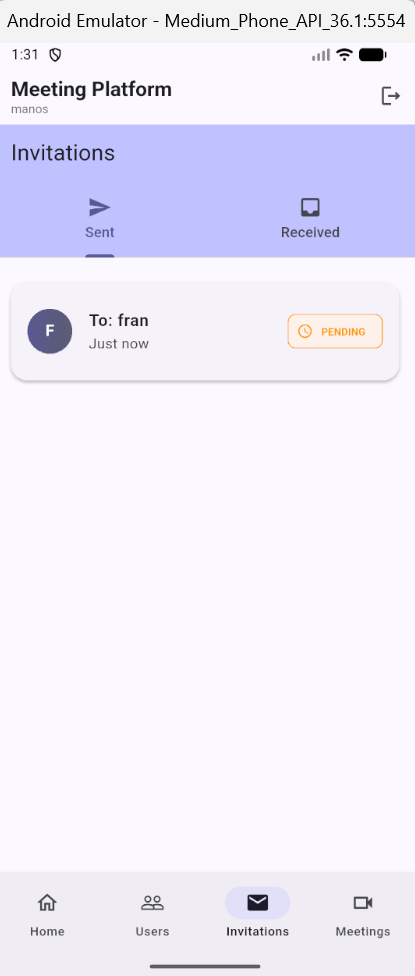 Android Emulator - Medium_Phone_API_36.1:5554
1:31
Meeting Platform
manos
Invitations
Sent
Received
F
To: fran
Just now
PENDING
Home
Users
Invitations
Meetings